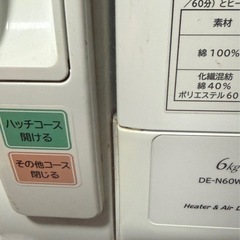 /60分）とヒー
素材
綿100%
化繊混紡
綿40%
ポリエステル60
ハッチコース
開ける
その他コース
閉じる
6kg
DE-N60W
Heater & Air D